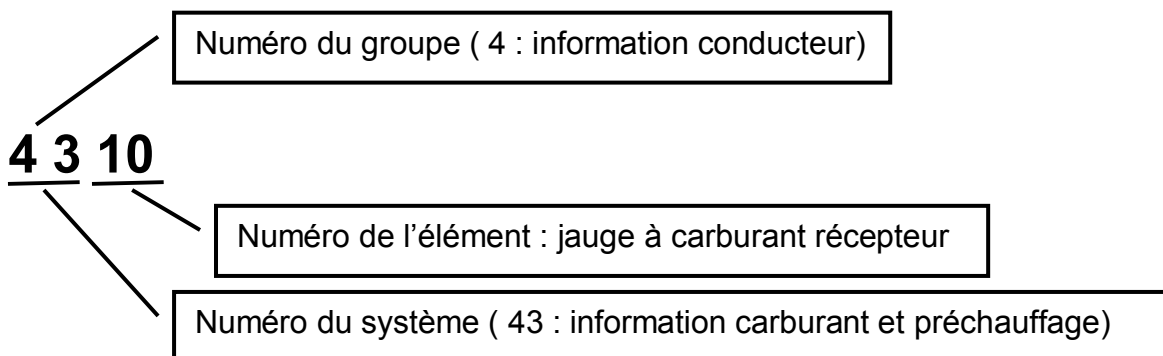 Numéro du groupe ( 4 : information conducteur)
4 3 10
Numéro de l’élément : jauge à carburant récepteur
Numéro du système ( 43 : information carburant et préchauffage)